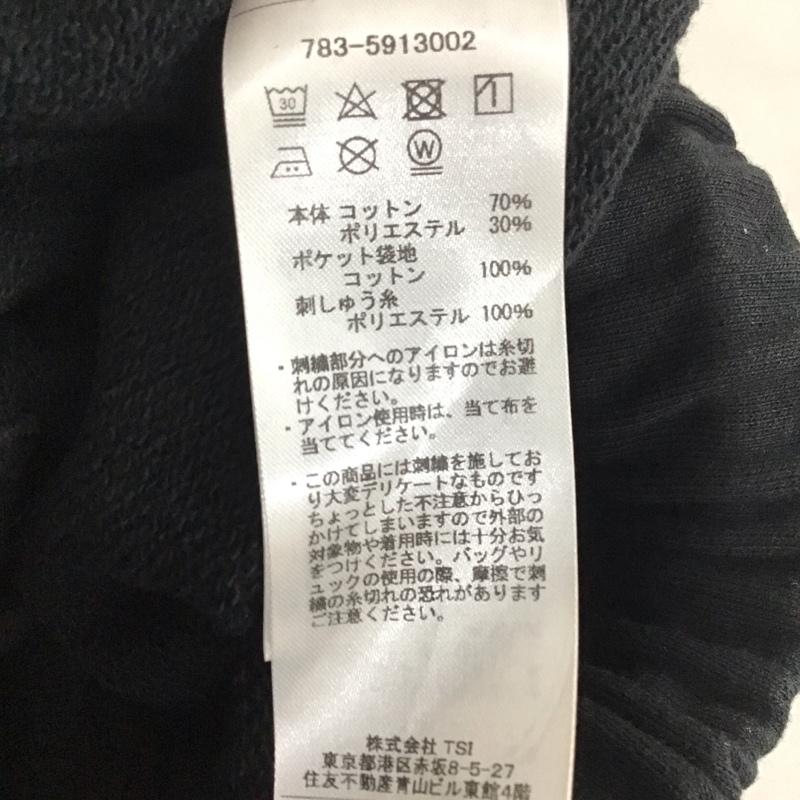 783-5913002
30
W
本体 コットン 70%
ポリエステル 30%
ポケット袋地
コットン 100%
刺しゅう糸
ポリエステル 100%
・刺繍部分へのアイロンは糸切
れの原因になりますのでお避
けください。
・アイロン使用時は、当て布を
当ててください。
・この商品には刺繍を施してお
り大変デリケートなものです
ちょっとした不注意からひっ
かけてしまいますので外部の
対象物や着用時には十分お気
をつけください。バッグやリ
ュックの使用の際、摩擦で刺
繍の糸切れの恐れがあります
ご注意ください。
株式会社 TSI
東京都港区赤坂8-5-27
住友不動産青山ビル東館4階